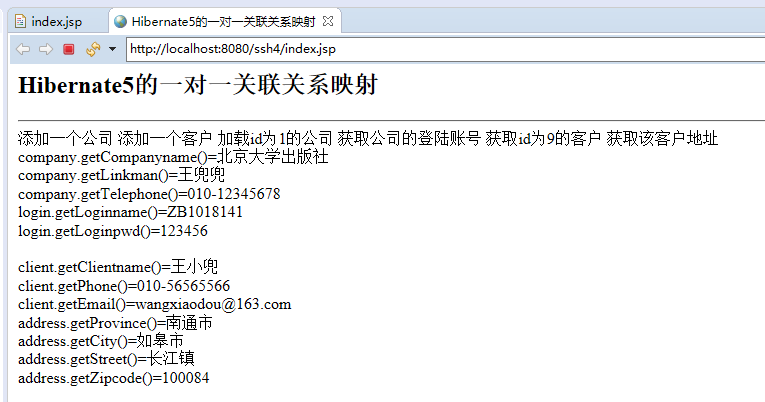 index.jsp
Hibernate5的一对一关联关系映射
http://localhost:8080/ssh4/index.jsp
Hibernate5的一对一关联关系映射
添加一个公司 添加一个客户 加载id为1的公司 获取公司的登陆账号 获取id为9的客户 获取该客户地址
company.getCompanyname()=北京大学出版社
company.getLinkman()=王兜兜
company.getTelephone()=010-12345678
login.getLoginname()=ZB1018141
login.getLoginpwd()=123456
client.getClientname()=王小兜
client.getPhone()=010-56565566
client.getEmail()=wangxiaodou@163.com
address.getProvince()=南通市
address.getCity()=如皋市
address.getStreet()=长江镇
address.getZipcode()=100084